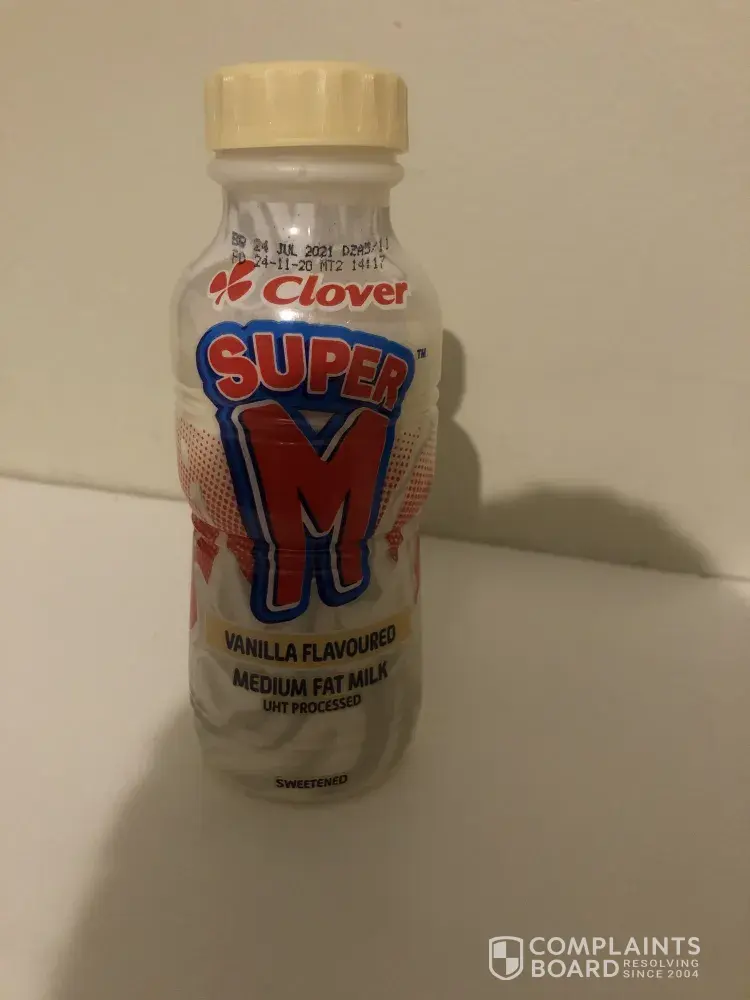 BB 24 JUL 2021
PD 24-11-20 MT2 14:17
Clover
SUPER
TM
M
VANILLA FLAVOURED
MEDIUM FAT MILK
UHT PROCESSED
SWEETENED
COMPLAINTS
BOARD RESOLVING
SINCE 2004